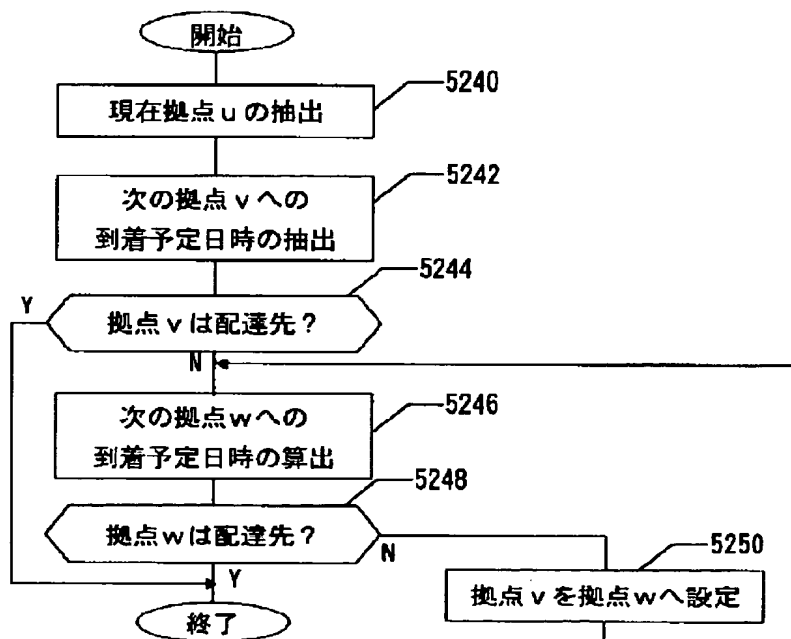 開始
現在拠点uの抽出
5240
次の拠点vへの
到着予定日時の抽出
5242
5244
Y
拠点vは配達先?
N
次の拠点wへの
到着予定日時の算出
5246
5248
拠点wは配達先?
N
Y
5250
拠点vを拠点wへ設定
終了